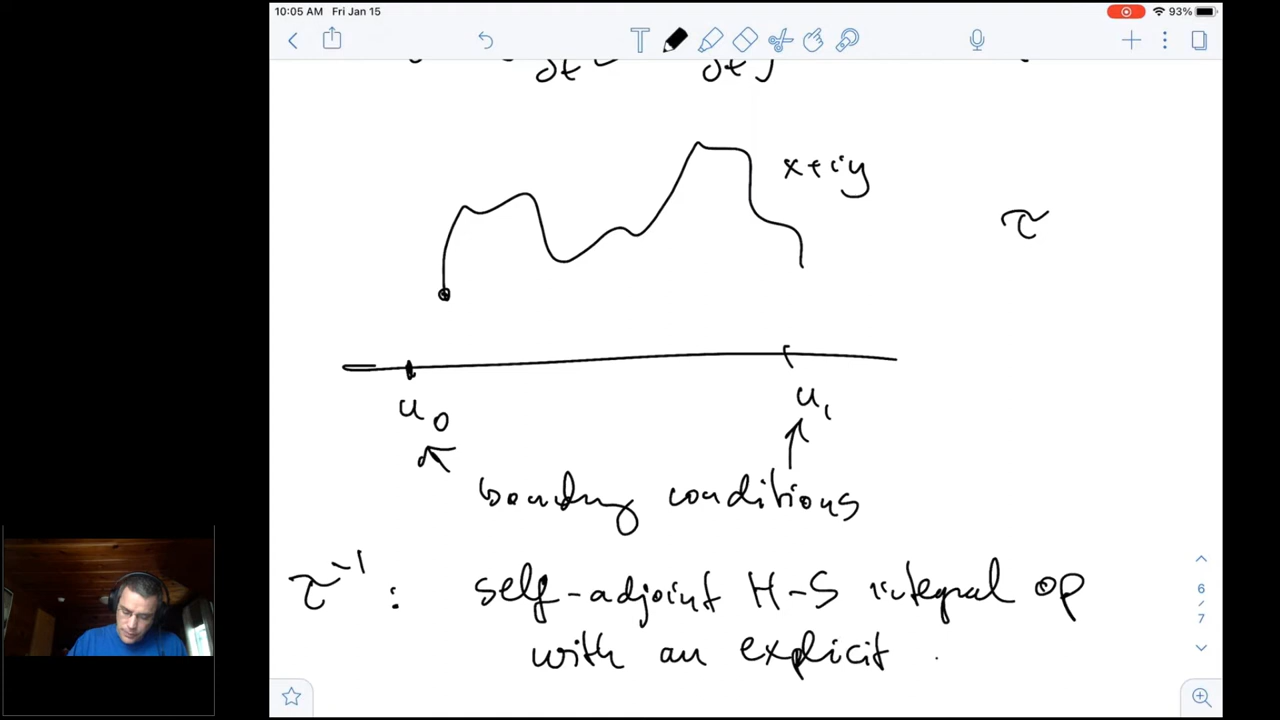 10:05 AM Fri Jan 15
93%
T
∂t ∂t
x+iy
τ
u₀ u₁
boundry conditions
τ⁻¹ : self-adjoint H-S integral op
with an explicit
6
/
7